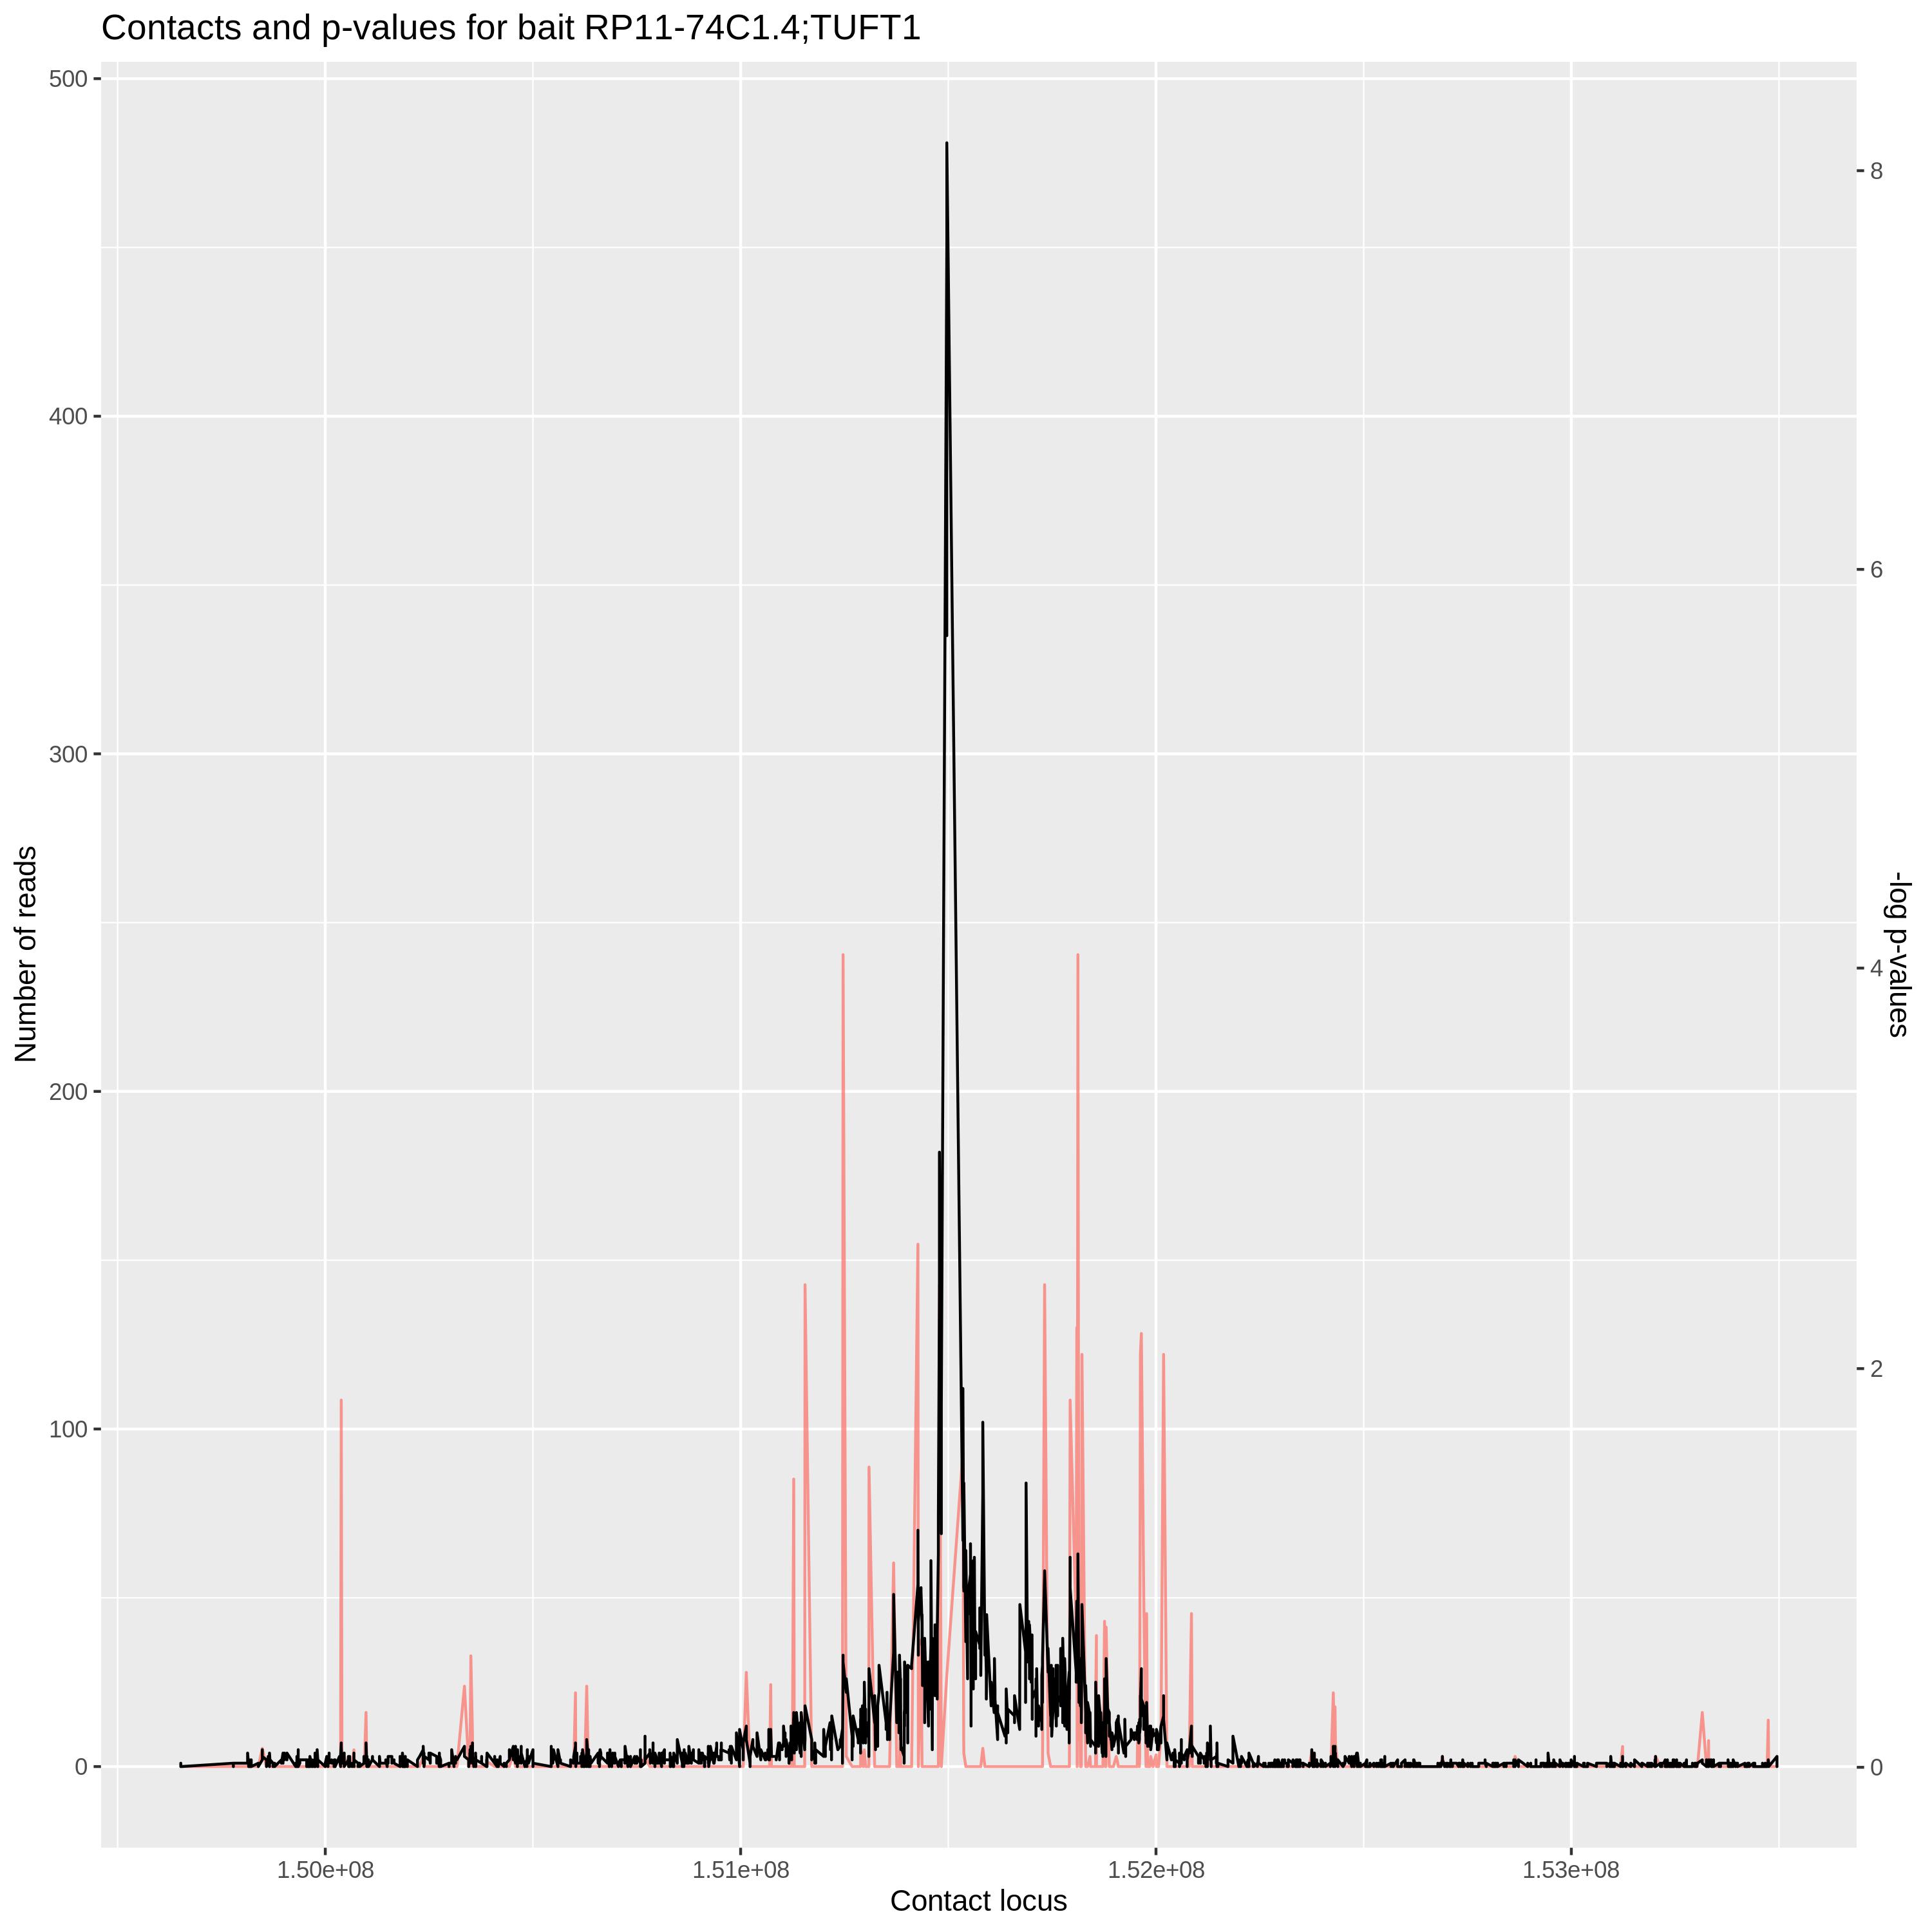 Contacts and p-values for bait RP11-74C1.4;TUFT1
500
400
300
200
100
0
Number of reads
8
6
4
2
0
-log p-values
1.50e+08
1.51e+08
1.52e+08
1.53e+08
Contact locus